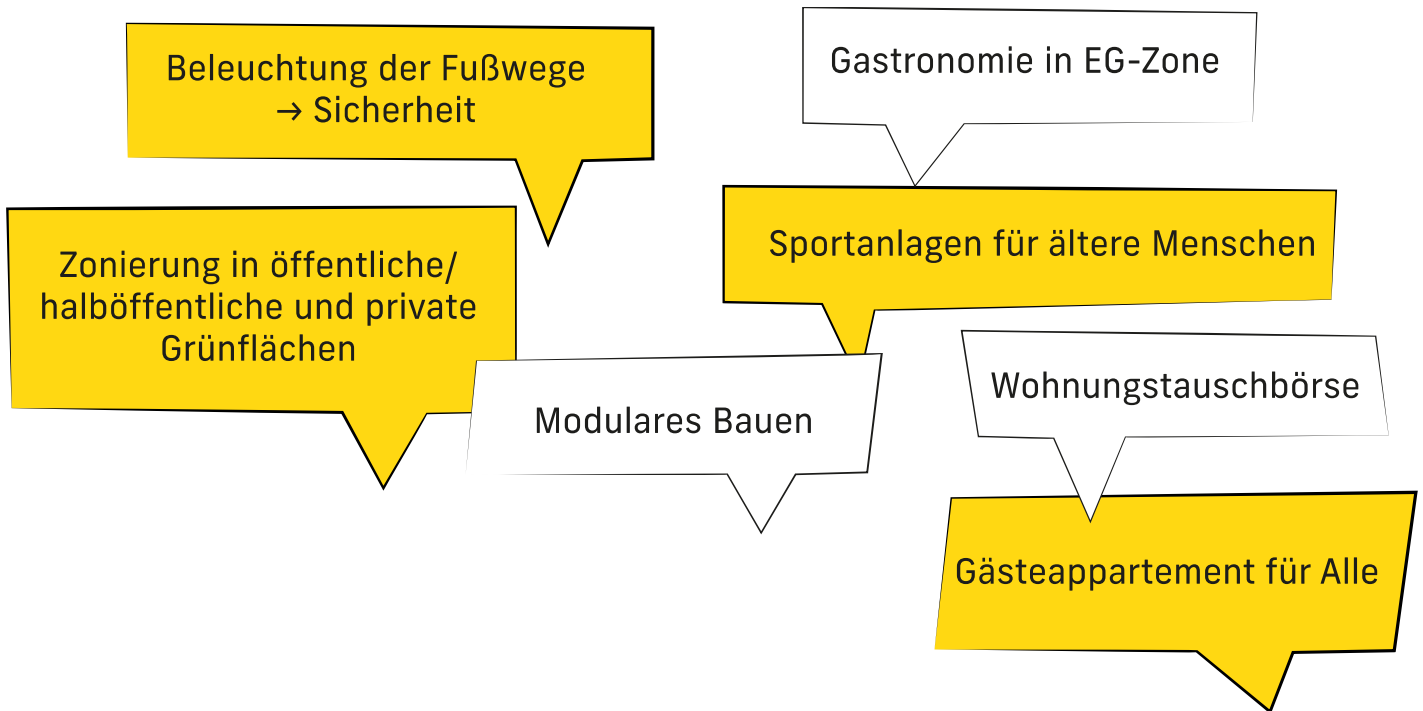 Beleuchtung der Fußwege
→ Sicherheit
Gastronomie in EG-Zone
Zonierung in öffentliche/
halböffentliche und private
Grünflächen
Sportanlagen für ältere Menschen
Modulares Bauen
Wohnungstauschbörse
Gästeappartement für Alle